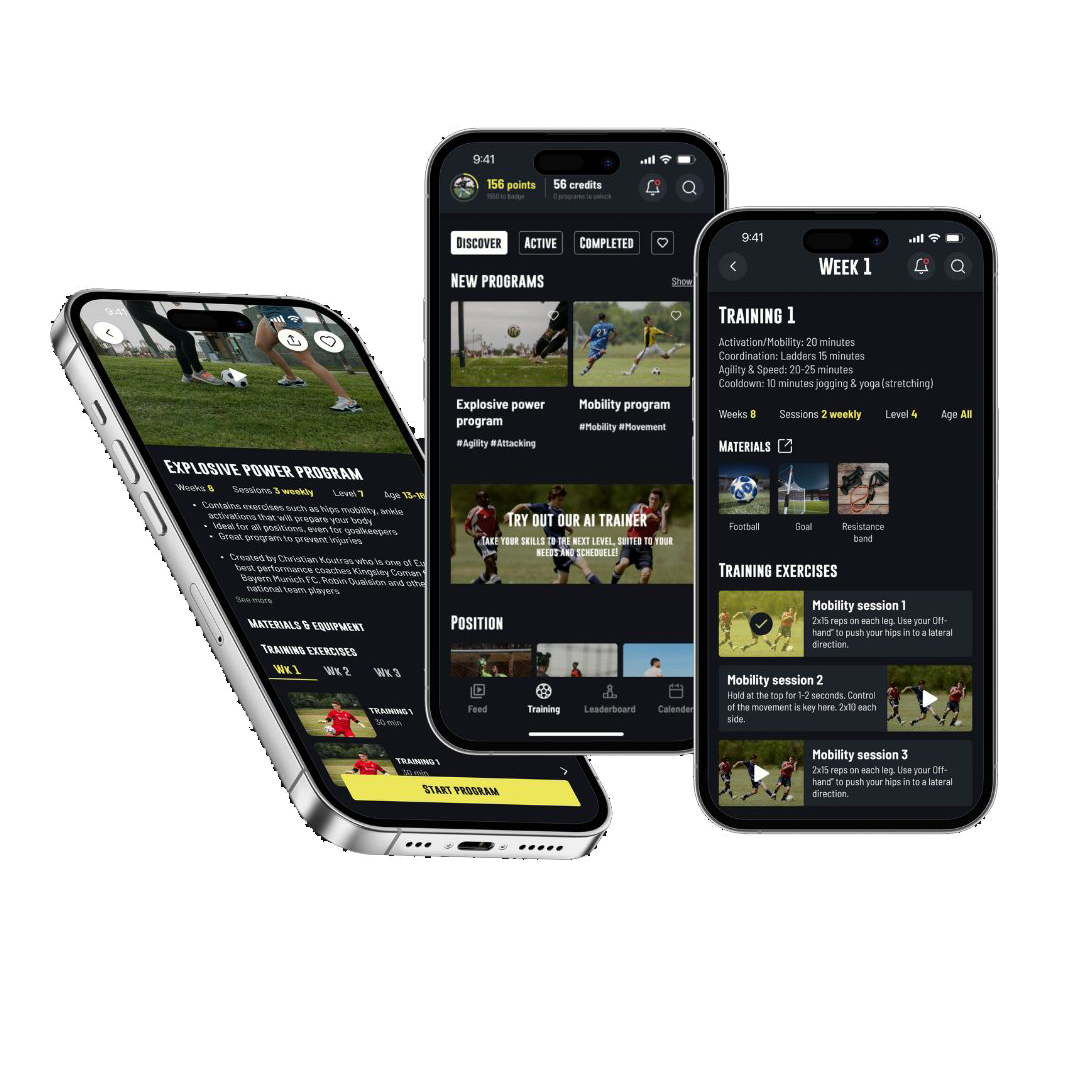 9:41
EXPLOSIVE POWER PROGRAM
Weeks 8 Sessions 3 weekly Level 7 Age 13-16
• Contains exercises such as hips mobility, ankle
activations that will prepare your body
• Ideal for all positions, even for goalkeepers
• Great program to prevent injuries
• Created by Christian Koutras who is one of
best performance coaches Kingsley Coman
Bayern Munich FC, Robin Quaision and
national team players
See more
MATERIALS & EQUIPMENT
TRAINING EXERCISES
WK 1 WK 2 WK 3
TRAINING 1
30 min
TRAINING 1
30 min
START PROGRAM
9:41
156 points 56 credits
to badge 0 programs to unlock
DISCOVER ACTIVE COMPLETED
NEW PROGRAMS Show
21
Explosive power
program
#Agility #Attacking
Mobility program
#Mobility #Movement
TRY OUT OUR AI TRAINER
TAKE YOUR SKILLS TO THE NEXT LEVEL, SUITED TO YOUR
NEEDS AND SCHEDUELE!
POSITION
Feed Training Leaderboard Calender
9:41
WEEK 1
TRAINING 1
Activation/Mobility: 20 minutes
Coordination: Ladders 15 minutes
Agility & Speed: 20-25 minutes
Cooldown: 10 minutes jogging & yoga (stretching)
Weeks 8 Sessions 2 weekly Level 4 Age All
MATERIALS
Football Goal Resistance
band
TRAINING EXERCISES
Mobility session 1
2x15 reps on each leg. Use your Off-
hand" to push your hips in to a lateral
direction.
Mobility session 2
Hold at the top for 1-2 seconds. Control
of the movement is key here. 2x10 each
side.
Mobility session 3
2x15 reps on each leg. Use your Off-
hand" to push your hips in to a lateral
direction.